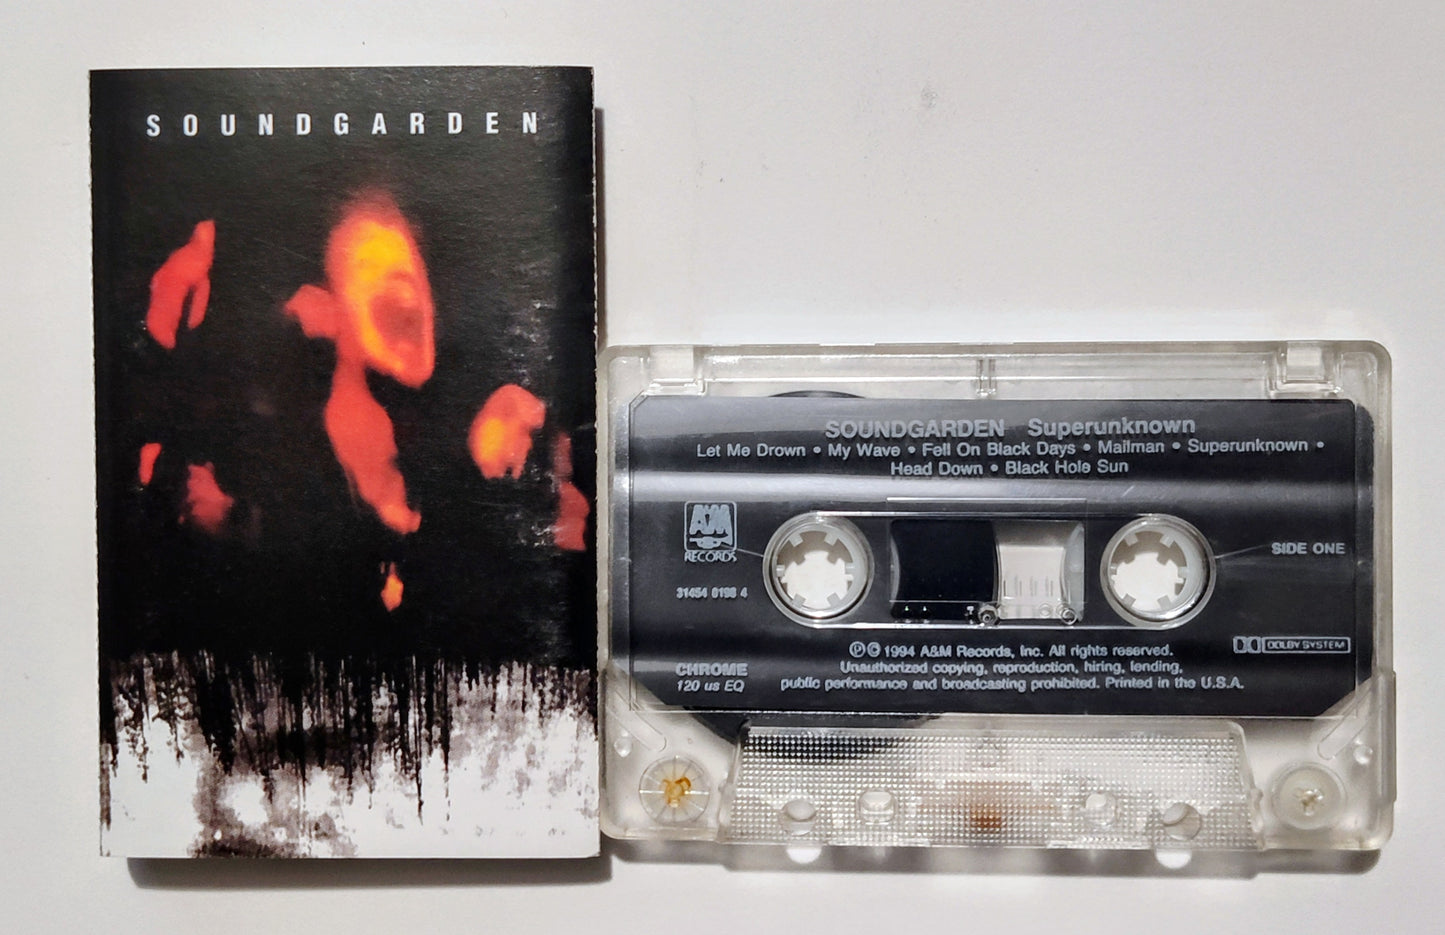 SOUNDGARDEN
SOUNDGARDEN Superunknown
Let Me Drown • My Wave • Fell On Black Days • Mailman • Superunknown •
Head Down • Black Hole Sun
A&M
RECORDS
SIDE ONE
31454 0198 4
DOLBY SYSTEM
℗© 1994 A&M Records, Inc. All rights reserved.
Unauthorized copying, reproduction, hiring, lending,
public performance and broadcasting prohibited. Printed in the U.S.A.
CHROME
120 us EQ